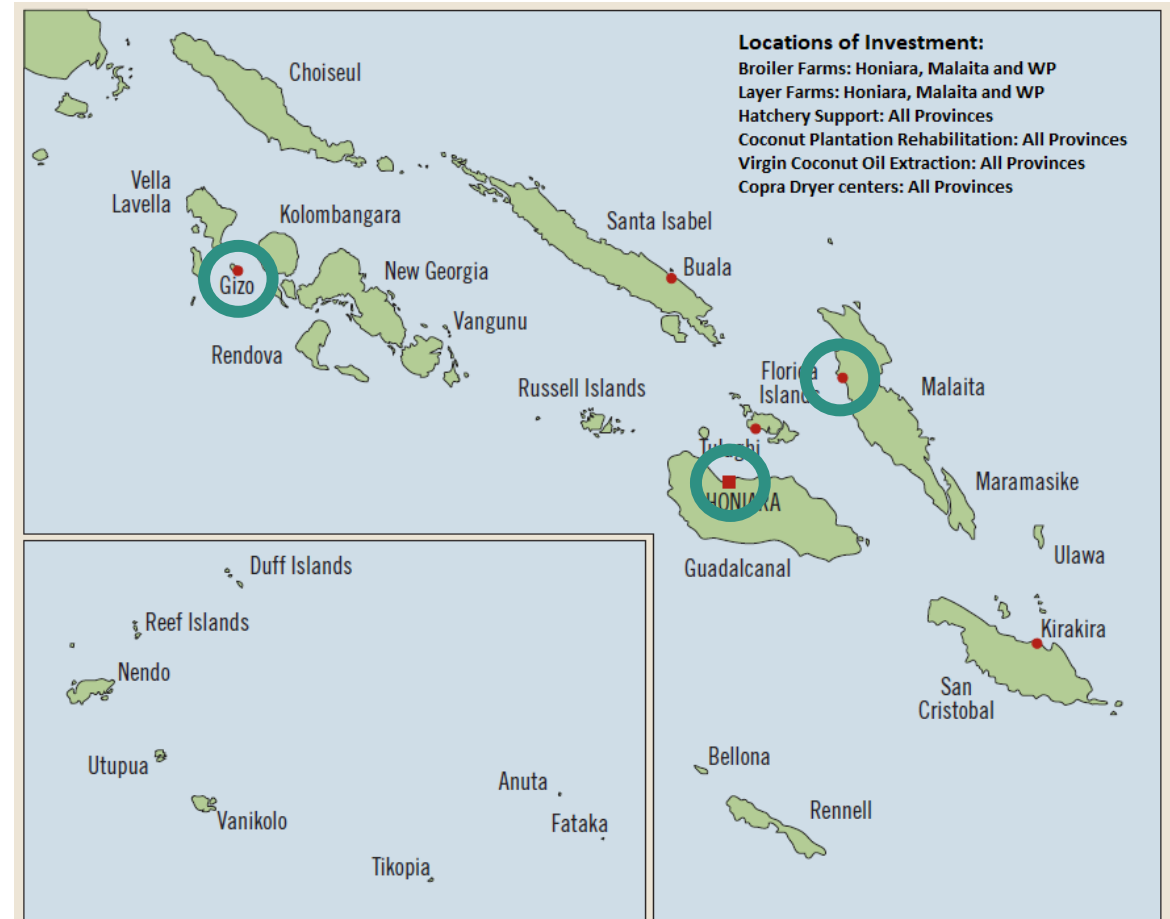 Locations of Investment:
Broiler Farms: Honiara, Malaita and WP
Layer Farms: Honiara, Malaita and WP
Hatchery Support: All Provinces
Coconut Plantation Rehabilitation: All Provinces
Virgin Coconut Oil Extraction: All Provinces
Copra Dryer centers: All Provinces
Choiseul
Vella
Lavella
Kolombangara
Santa Isabel
Buala
New Georgia
Gizo
Vangunu
Rendova
Russell Islands
Florida
Islands
Malaita
Tulaghi
HONIARA
Maramasike
Guadalcanal
Ulawa
Kirakira
San
Cristobal
Bellona
Rennell
Duff Islands
Reef Islands
Nendo
Utupua
Vanikolo
Anuta
Fataka
Tikopia